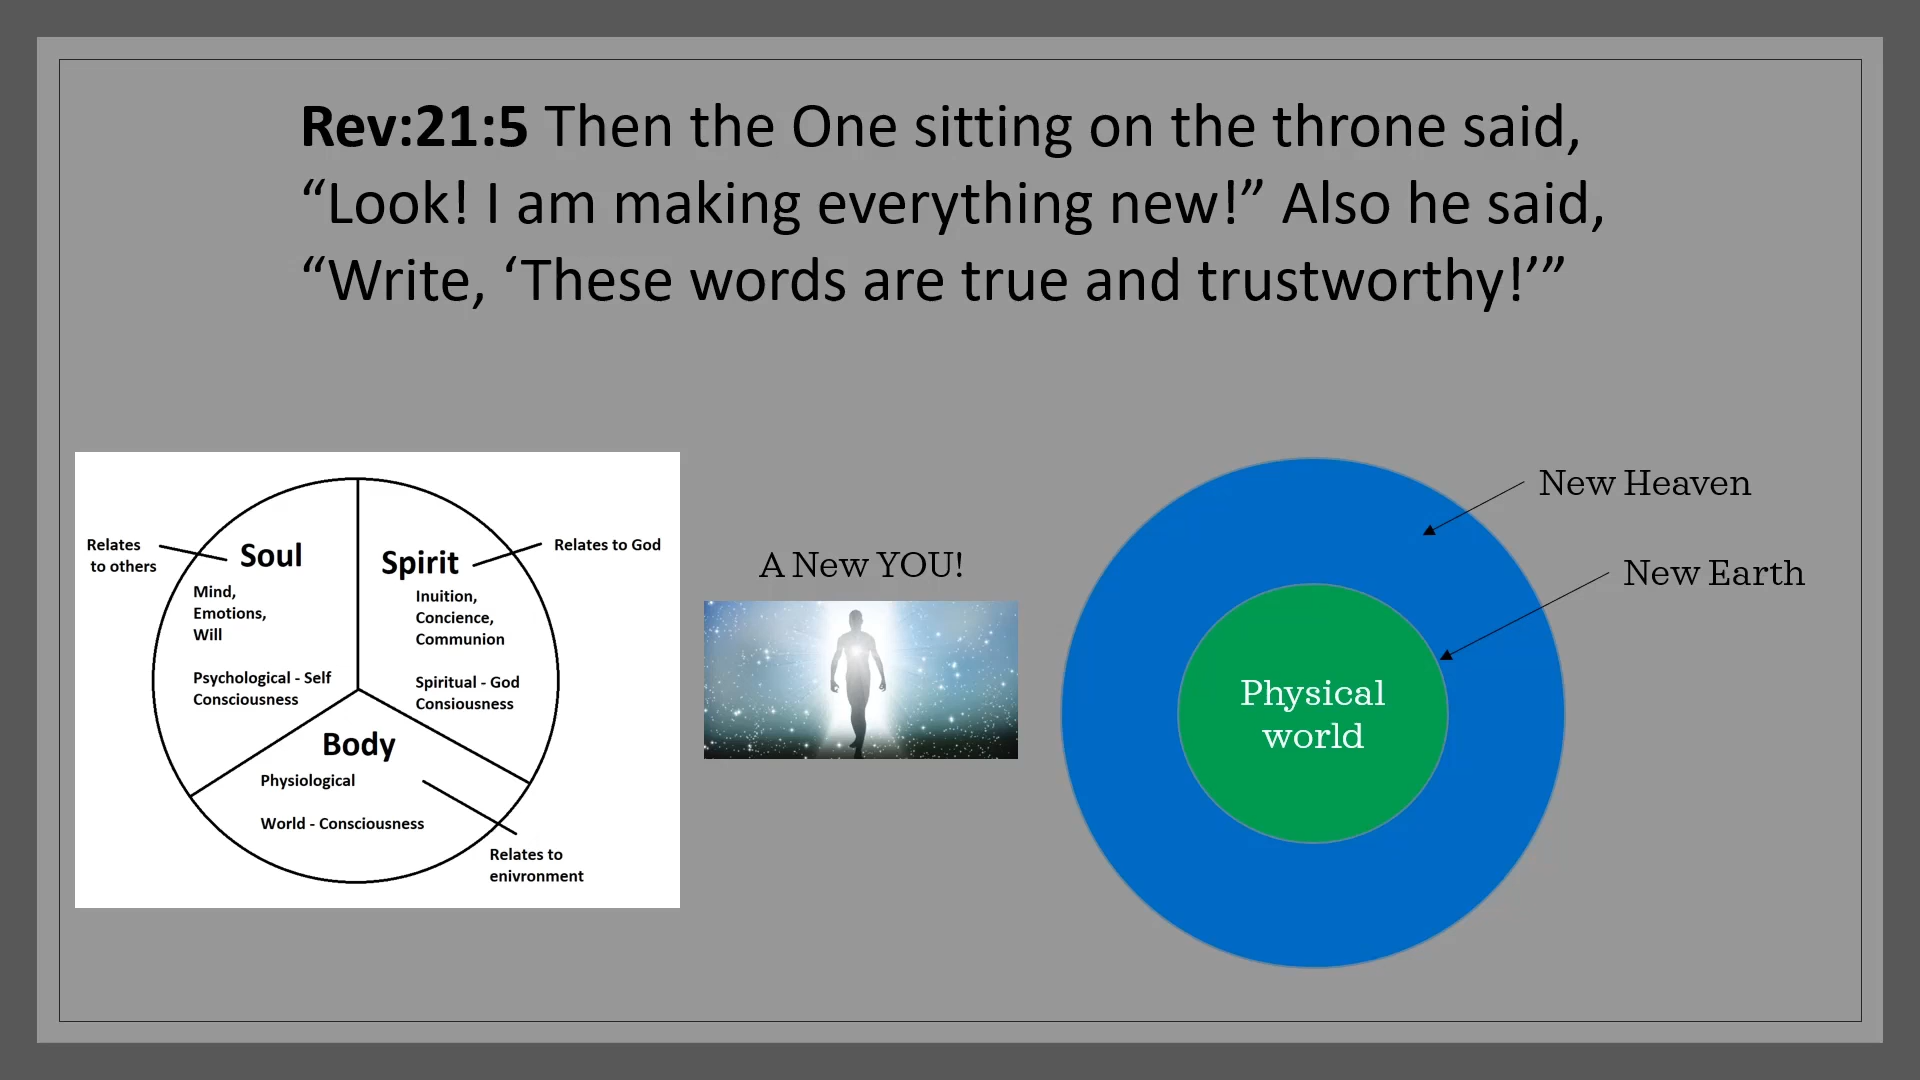 Rev:21:5 Then the One sitting on the throne said,
“Look! I am making everything new!” Also he said,
“Write, ‘These words are true and trustworthy!’”
Relates
to others
Soul
Mind,
Emotions,
Will
Psychological - Self
Consciousness
Spirit
Relates to God
Inuition,
Concience,
Communion
Spiritual - God
Consiousness
Body
Physiological
World - Consciousness
Relates to
enivronment
A New YOU!
New Heaven
New Earth
Physical
world